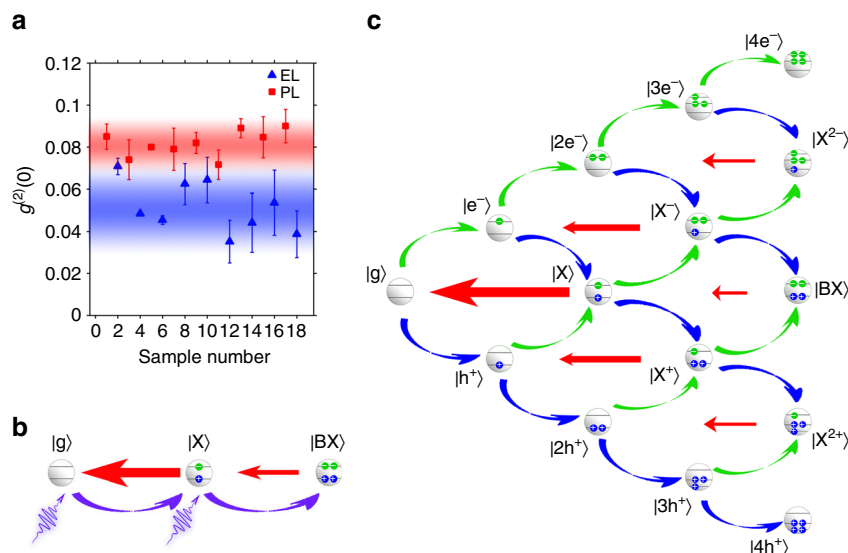 a
EL
PL
0.12
0.1
0.08
0.06
0.04
0.02
0
g(2)(0)
0 2 4 6 8 10 12 14 16 18
Sample number
b
|g⟩ |X⟩ |BX⟩
c
|4e−⟩
|3e−⟩
|2e−⟩ |X2−⟩
|e−⟩ |X−⟩
|g⟩ |X⟩ |BX⟩
|h+⟩ |X+⟩
|2h+⟩ |X2+⟩
|3h+⟩
|4h+⟩